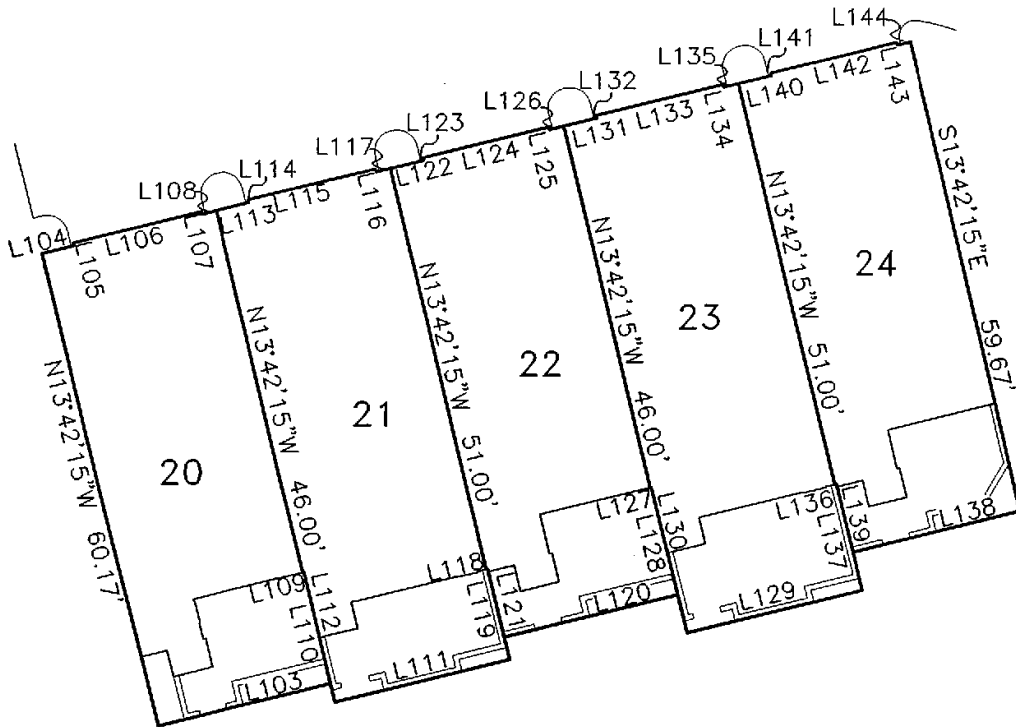 L144
L141
L135
L142
L143
L132
L140
L126
L133
L134
L123
L131
L117
L124
L125
L114
L122
L108
L115
L116
L113
L104
L106
L107
L105
S13°42'15"E 59.67'
24
N13°42'15"W 51.00'
23
N13°42'15"W 46.00'
22
N13°42'15"W 51.00'
21
N13°42'15"W 46.00'
20
N13°42'15"W 60.17'
L136
L127
L130
L137
L139
L138
L128
L129
L118
L109
L112
L119
L121
L120
L110
L111
L103